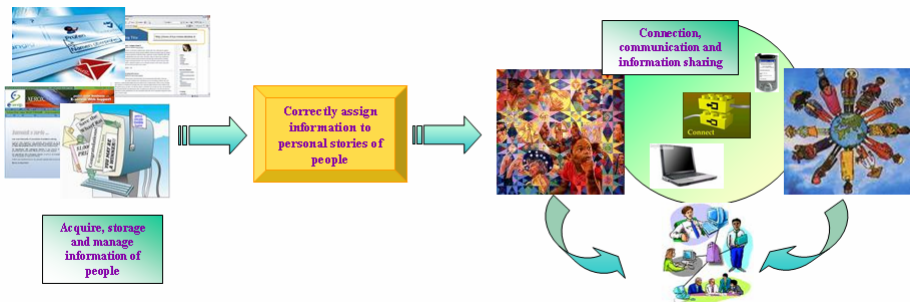 Acquire, storage
and manage
information of
people
Correctly assign
information to
personal stories of
people
Connection,
communication and
information sharing
Connect